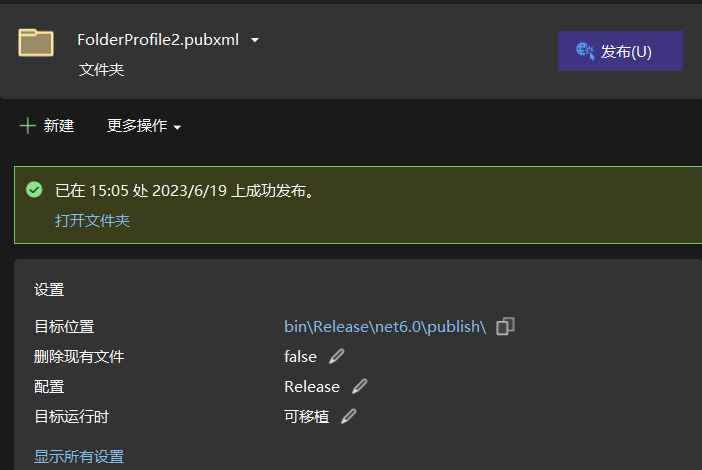 FolderProfile2.pubxml
文件夹
发布(U)
新建 更多操作
已在 15:05 处 2023/6/19 上成功发布。
打开文件夹
设置
目标位置 bin\Release\net6.0\publish\
删除现有文件 false
配置 Release
目标运行时 可移植
显示所有设置